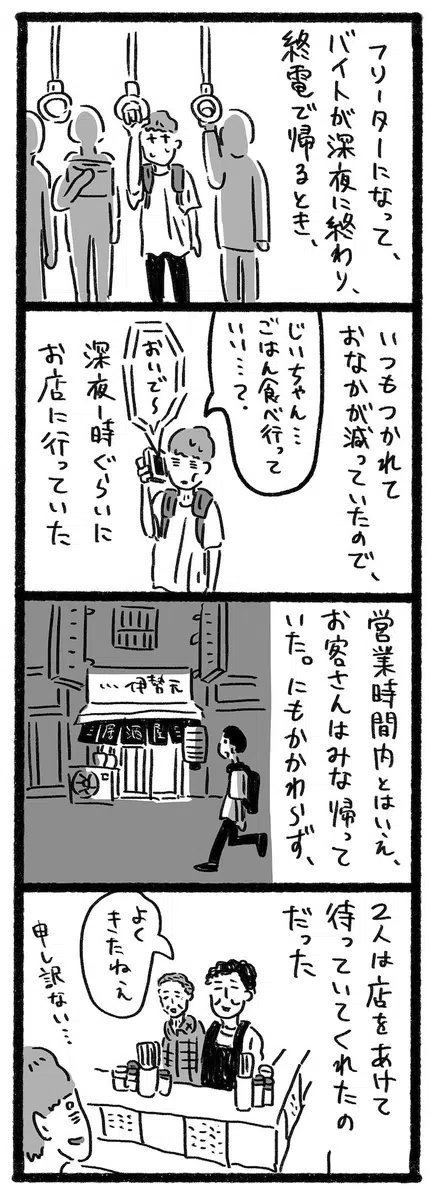 フリーターになって、
バイトが深夜に終わり、
終電で帰るとき、
いつもつかれて
おなかが減っていたので、
じいちゃん…
ごはん食べ行って
いい…?
おいで〜
深夜1時ぐらいに
お店に行っていた
営業時間内とはいえ、
お客さんはみな帰って
いた。にもかかわらず、
居酒屋
2人は店をあけて
待っていてくれたの
だった
よく
きたねぇ
申し訳ない…